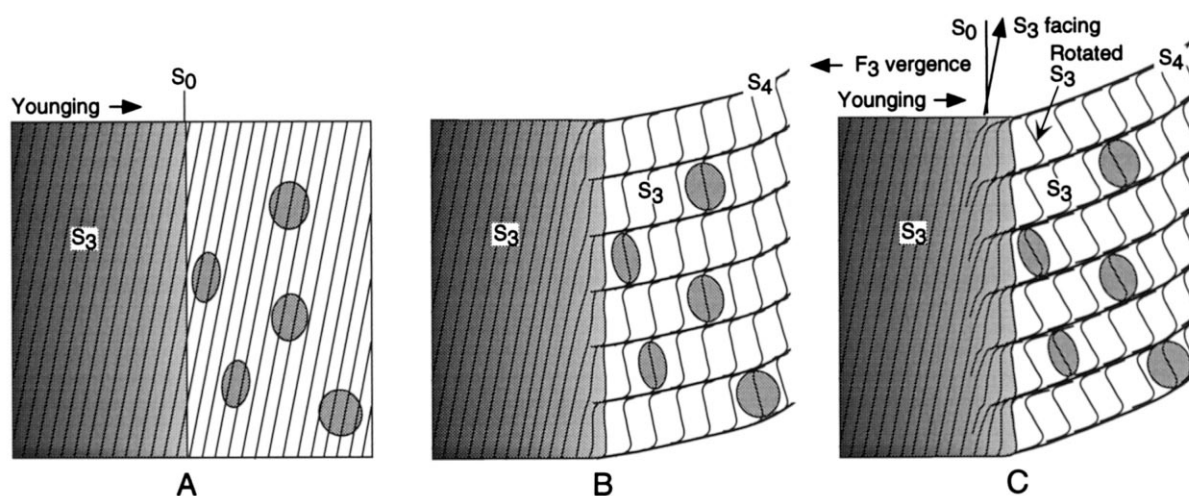 S0
Younging →
S3
A
S4
S3
S3
B
S0
S3 facing
← F3 vergence
Rotated
S3
S4
Younging →
S3
S3
C